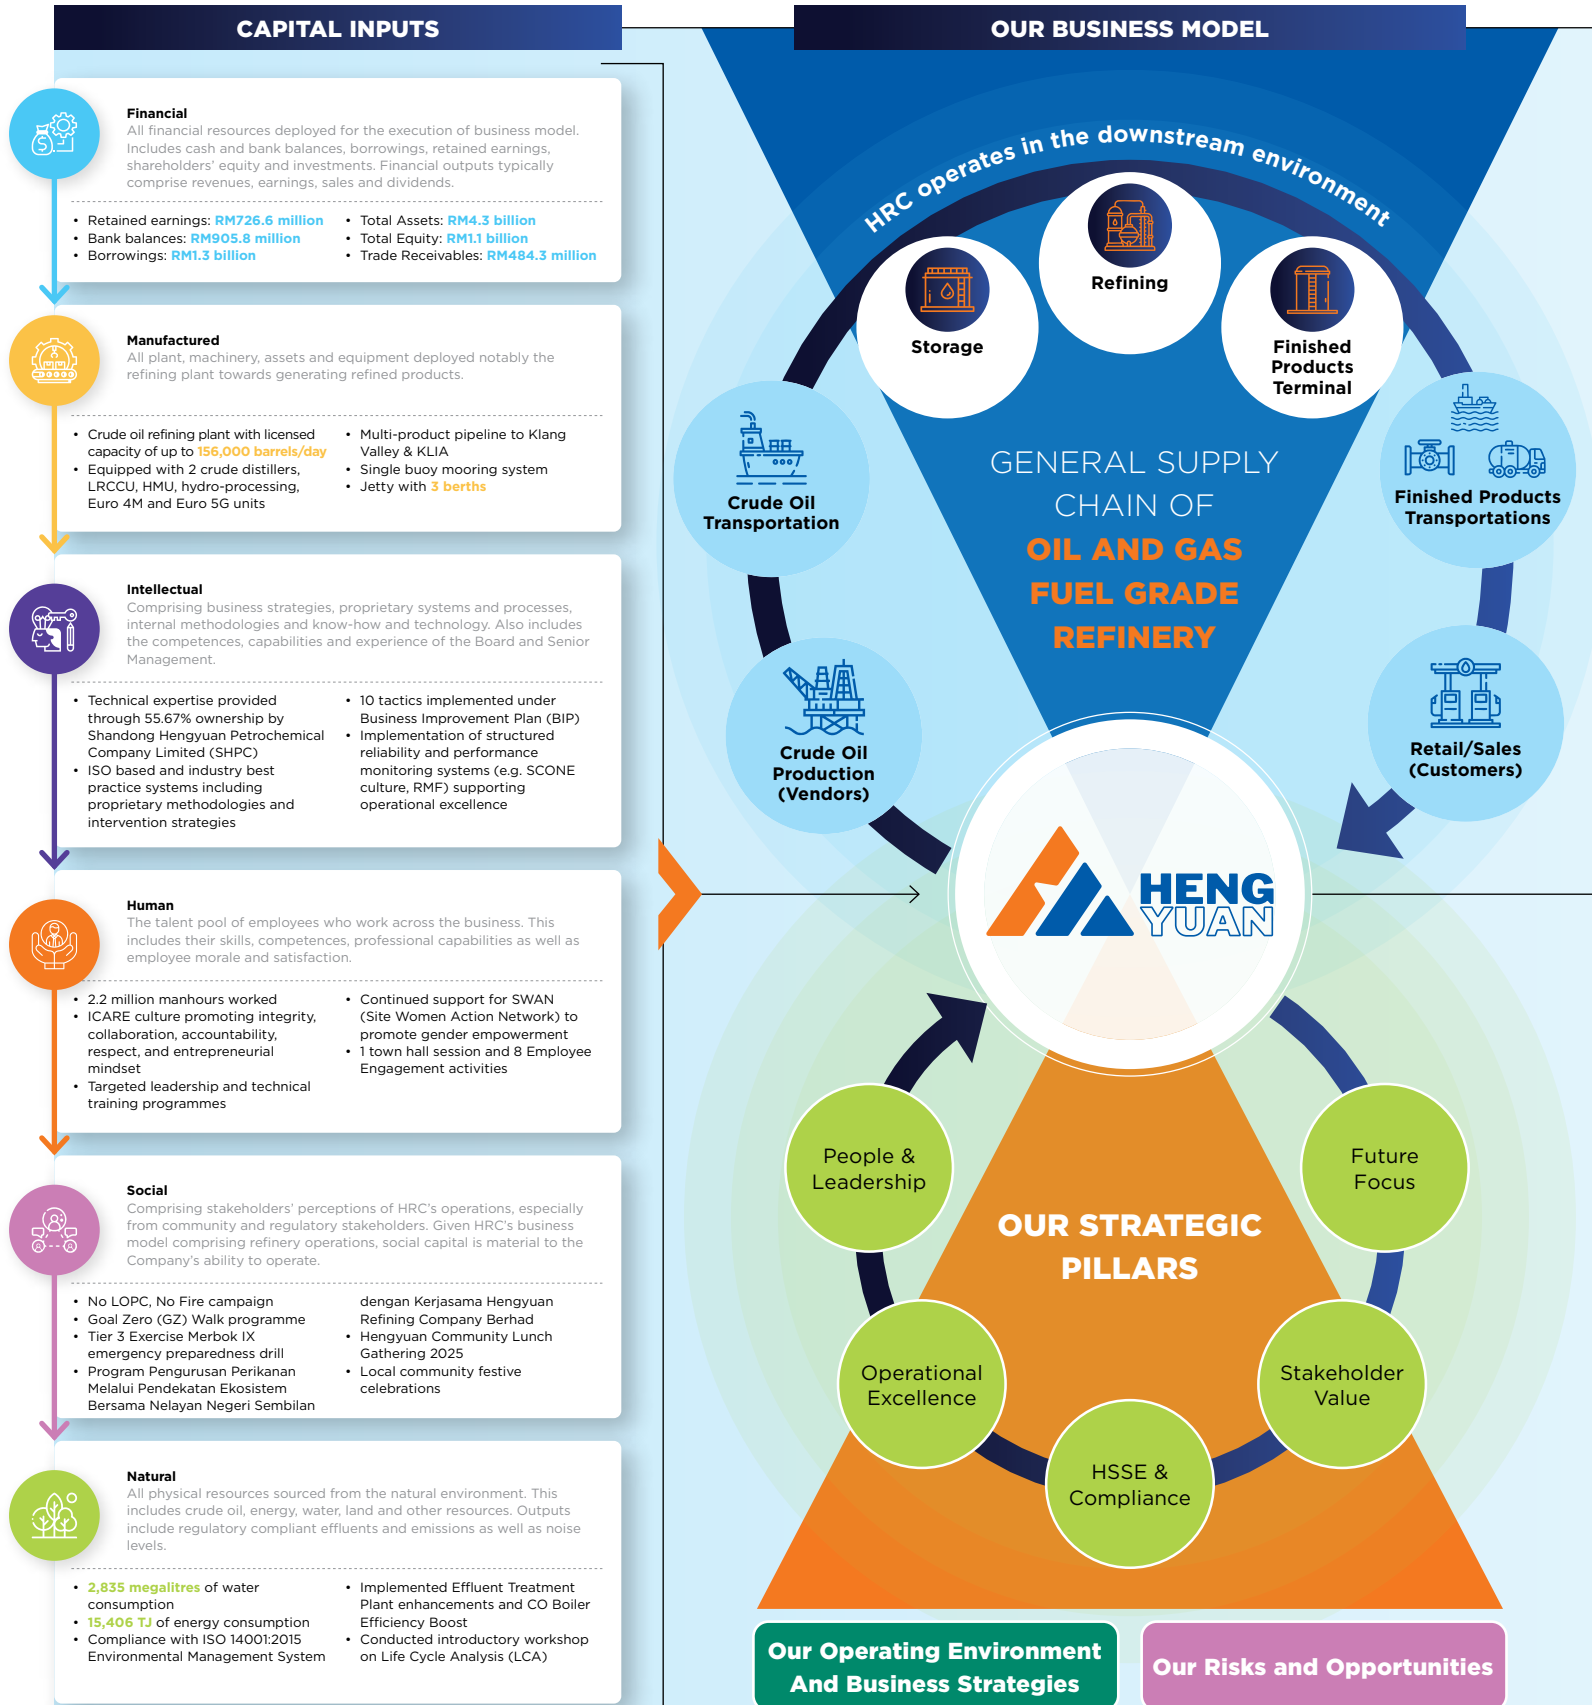 CAPITAL INPUTS
Financial
All financial resources deployed for the execution of business model.
Includes cash and bank balances, borrowings, retained earnings,
shareholders' equity and investments. Financial outputs typically
comprise revenues, earnings, sales and dividends.
• Retained earnings: RM726.6 million
• Bank balances: RM905.8 million
• Borrowings: RM1.3 billion
• Total Assets: RM4.3 billion
• Total Equity: RM1.1 billion
• Trade Receivables: RM484.3 million
Manufactured
All plant, machinery, assets and equipment deployed notably the
refining plant towards generating refined products.
• Crude oil refining plant with licensed
capacity of up to 156,000 barrels/day
• Equipped with 2 crude distillers,
LRCCU, HMU, hydro-processing,
Euro 4M and Euro 5G units
• Multi-product pipeline to Klang
Valley & KLIA
• Single buoy mooring system
• Jetty with 3 berths
Intellectual
Comprising business strategies, proprietary systems and processes,
internal methodologies and know-how and technology. Also includes
the competences, capabilities and experience of the Board and Senior
Management.
• Technical expertise provided
through 55.67% ownership by
Shandong Hengyuan Petrochemical
Company Limited (SHPC)
• ISO based and industry best
practice systems including
proprietary methodologies and
intervention strategies
• 10 tactics implemented under
Business Improvement Plan (BIP)
• Implementation of structured
reliability and performance
monitoring systems (e.g. SCONE
culture, RMF) supporting
operational excellence
Human
The talent pool of employees who work across the business. This
includes their skills, competences, professional capabilities as well as
employee morale and satisfaction.
• 2.2 million manhours worked
• ICARE culture promoting integrity,
collaboration, accountability,
respect, and entrepreneurial
mindset
• Targeted leadership and technical
training programmes
• Continued support for SWAN
(Site Women Action Network) to
promote gender empowerment
• 1 town hall session and 8 Employee
Engagement activities
Social
Comprising stakeholders' perceptions of HRC's operations, especially
from community and regulatory stakeholders. Given HRC's business
model comprising refinery operations, social capital is material to the
Company's ability to operate.
• No LOPC, No Fire campaign
• Goal Zero (GZ) Walk programme
• Tier 3 Exercise Merbok IX
emergency preparedness drill
• Program Pengurusan Perikanan
Melalui Pendekatan Ekosistem
Bersama Nelayan Negeri Sembilan
dengan Kerjasama Hengyuan
Refining Company Berhad
• Hengyuan Community Lunch
Gathering 2025
• Local community festive
celebrations
Natural
All physical resources sourced from the natural environment. This
includes crude oil, energy, water, land and other resources. Outputs
include regulatory compliant effluents and emissions as well as noise
levels.
• 2,835 megalitres of water
consumption
• 15,406 TJ of energy consumption
• Compliance with ISO 14001:2015
Environmental Management System
• Implemented Effluent Treatment
Plant enhancements and CO Boiler
Efficiency Boost
• Conducted introductory workshop
on Life Cycle Analysis (LCA)
OUR BUSINESS MODEL
HRC operates in the downstream environment
Crude Oil
Production
(Vendors)
Crude Oil
Transportation
Storage
Refining
Finished
Products
Terminal
Finished Products
Transportations
Retail/Sales
(Customers)
GENERAL SUPPLY
CHAIN OF
OIL AND GAS
FUEL GRADE
REFINERY
HENG
YUAN
OUR STRATEGIC
PILLARS
Future
Focus
Stakeholder
Value
HSSE &
Compliance
Operational
Excellence
People &
Leadership
Our Operating Environment
And Business Strategies
Our Risks and Opportunities